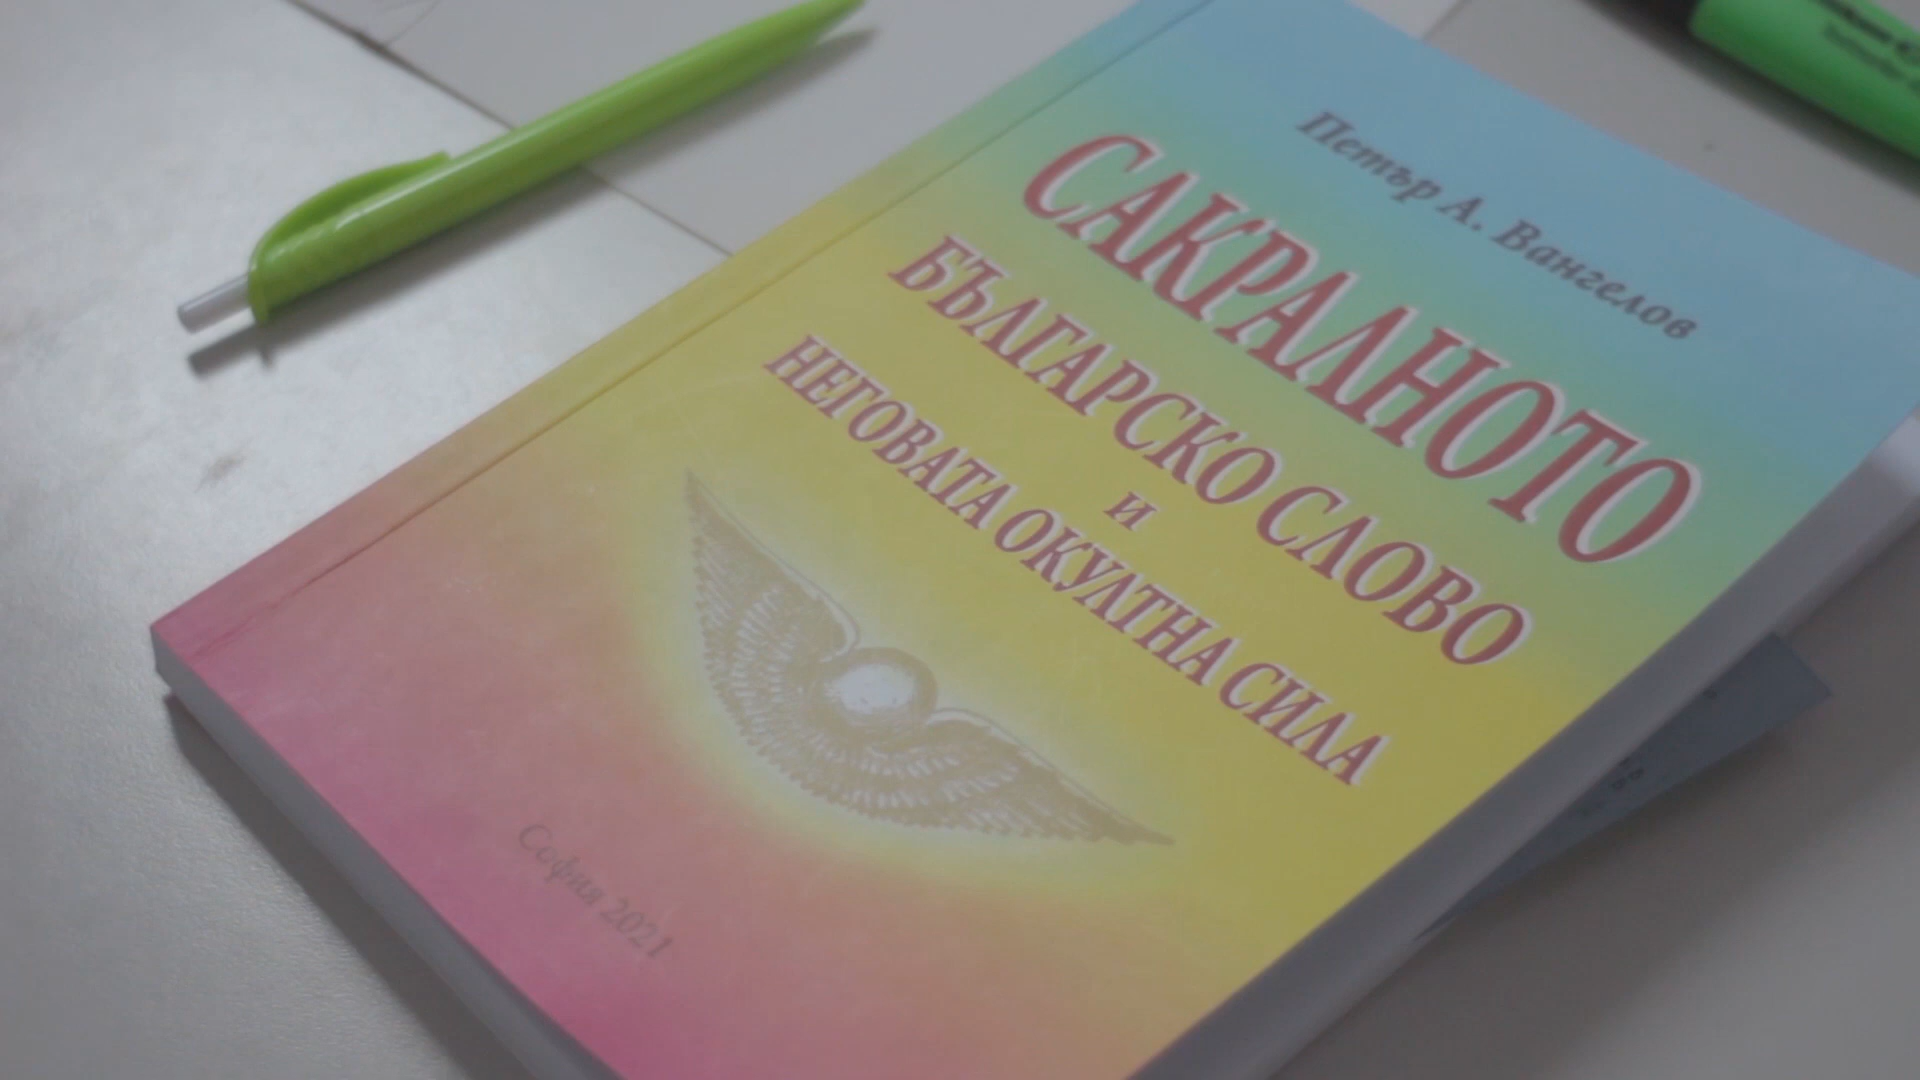 Петър А. Вангелов
САКРАЛНОТО
БЪЛГАРСКО СЛОВО
и
НЕГОВАТА ОКУЛТНА СИЛА
София 2021